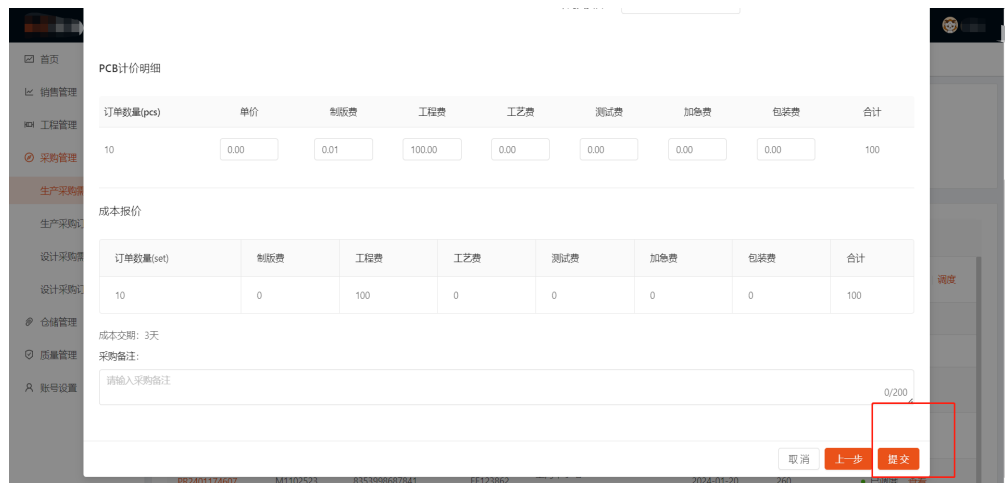 首页
销售管理
工程管理
采购管理
生产采购需
生产采购订
设计采购需
设计采购订
仓储管理
质量管理
账号设置
PCB计价明细
订单数量(pcs) 单价 制版费 工程费 工艺费 测试费 加急费 包装费 合计
10 0.00 0.01 100.00 0.00 0.00 0.00 0.00 100
成本报价
订单数量(set) 制版费 工程费 工艺费 测试费 加急费 包装费 合计
10 0 100 0 0 0 0 100
调度
成本交期：3天
采购备注：
请输入采购备注
0/200
取消 上一步 提交
PR2401174607 M1102523 8353998687841 2024-01-20 260